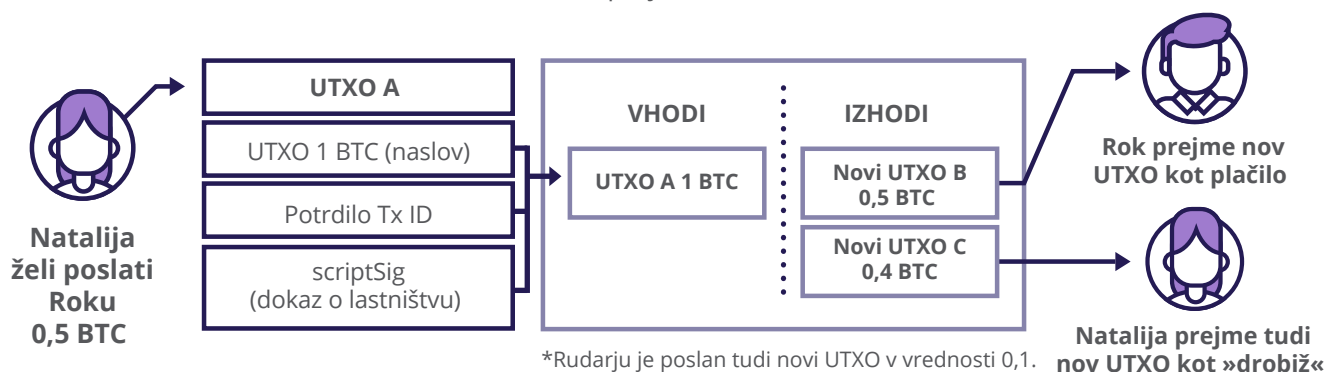 Natalija
želi poslati
Roku
0,5 BTC
UTXO A
UTXO 1 BTC (naslov)
Potrdilo Tx ID
scriptSig
(dokaz o lastništvu)
VHODI
UTXO A 1 BTC
IZHODI
Novi UTXO B
0,5 BTC
Novi UTXO C
0,4 BTC
Rok prejme nov
UTXO kot plačilo
Natalija prejme tudi
nov UTXO kot »drobiž«
*Rudarju je poslan tudi novi UTXO v vrednosti 0,1.